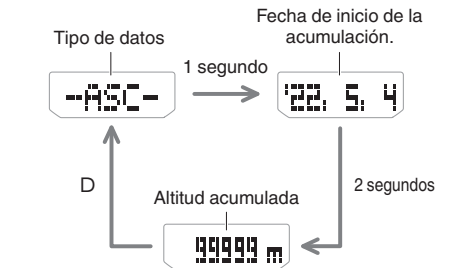 Fecha de inicio de la
acumulación.
Tipo de datos
1 segundo
--ASC--
'22, 5, 4
D
2 segundos
Altitud acumulada
99999 m